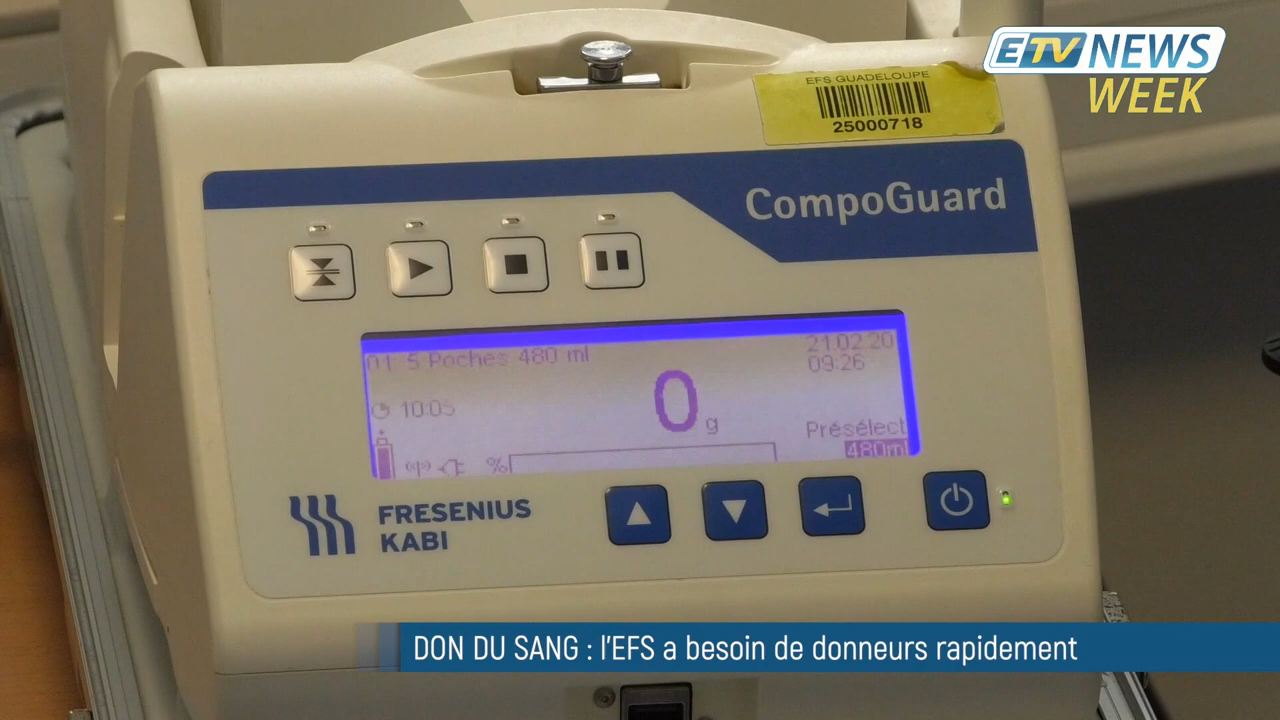 ETV NEWS
WEEK
EFS GUADELOUPE
25000718
CompoGuard
01 5 Poches 480 ml
21.02.20
09:26
10:05
0 g
Présélect
480ml
%
FRESENIUS
KABI
DON DU SANG : l'EFS a besoin de donneurs rapidement